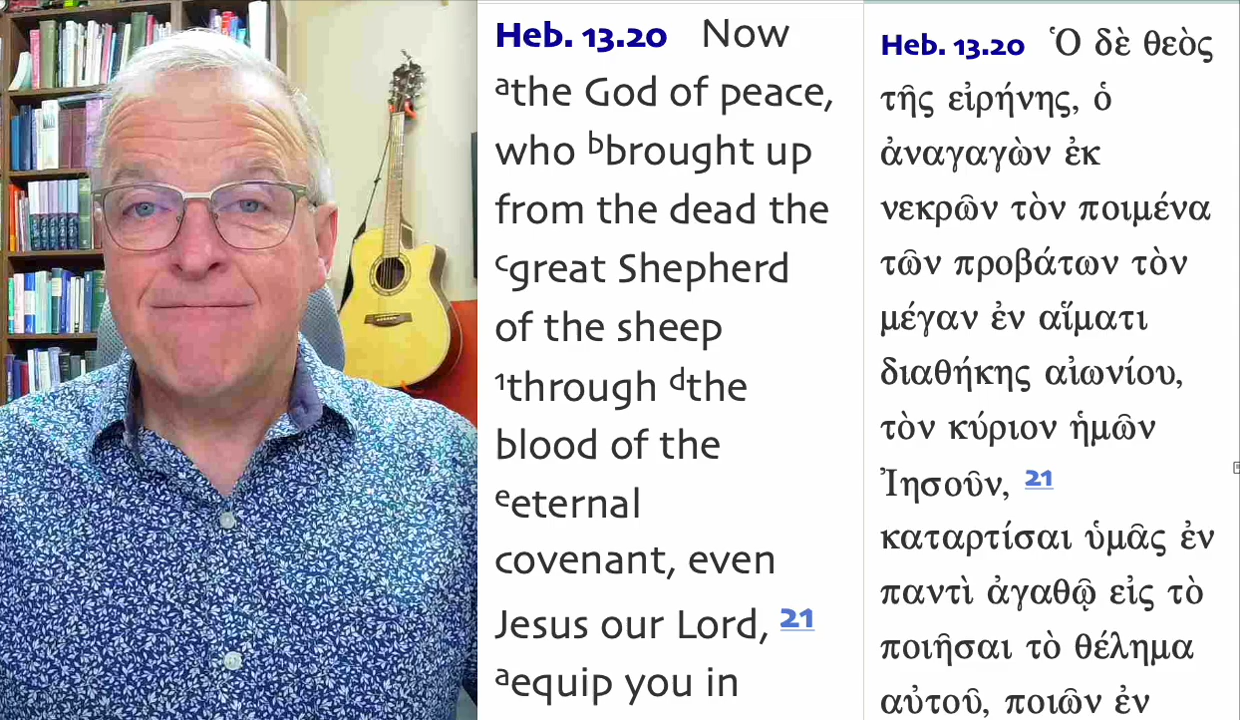 Heb. 13.20 Now
ᵃthe God of peace,
who ᵇbrought up
from the dead the
ᶜgreat Shepherd
of the sheep
¹through ᵈthe
blood of the
ᵉeternal
covenant, even
Jesus our Lord, 21
ᵃequip you in
Heb. 13.20 Ὁ δὲ θεὸς
τῆς εἰρήνης, ὁ
ἀναγαγὼν ἐκ
νεκρῶν τὸν ποιμένα
τῶν προβάτων τὸν
μέγαν ἐν αἵματι
διαθήκης αἰωνίου,
τὸν κύριον ἡμῶν
Ἰησοῦν, 21
καταρτίσαι ὑμᾶς ἐν
παντὶ ἀγαθῷ εἰς τὸ
ποιῆσαι τὸ θέλημα
αὐτοῦ, ποιῶν ἐν